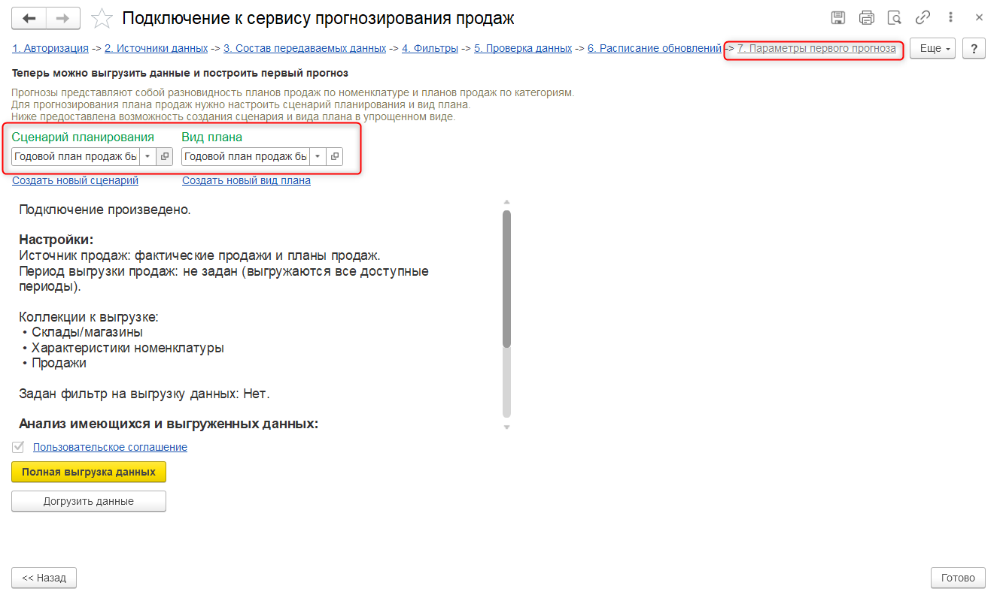 Подключение к сервису прогнозирования продаж
1. Авторизация -> 2. Источники данных -> 3. Состав передаваемых данных -> 4. Фильтры -> 5. Проверка данных -> 6. Расписание обновлений -> 7. Параметры первого прогноза Еще ?
Теперь можно выгрузить данные и построить первый прогноз
Прогнозы представляют собой разновидность планов продаж по номенклатуре и планов продаж по категориям.
Для прогнозирования плана продаж нужно настроить сценарий планирования и вид плана.
Ниже предоставлена возможность создания сценария и вида плана в упрощенном виде.
Сценарий планирования Вид плана
Годовой план продаж бы Годовой план продаж бы
Создать новый сценарий Создать новый вид плана
Подключение произведено.
Настройки:
Источник продаж: фактические продажи и планы продаж.
Период выгрузки продаж: не задан (выгружаются все доступные
периоды).
Коллекции к выгрузке:
• Склады/магазины
• Характеристики номенклатуры
• Продажи
Задан фильтр на выгрузку данных: Нет.
Анализ имеющихся и выгруженных данных:
Пользовательское соглашение
Полная выгрузка данных
Догрузить данные
<< Назад Готово